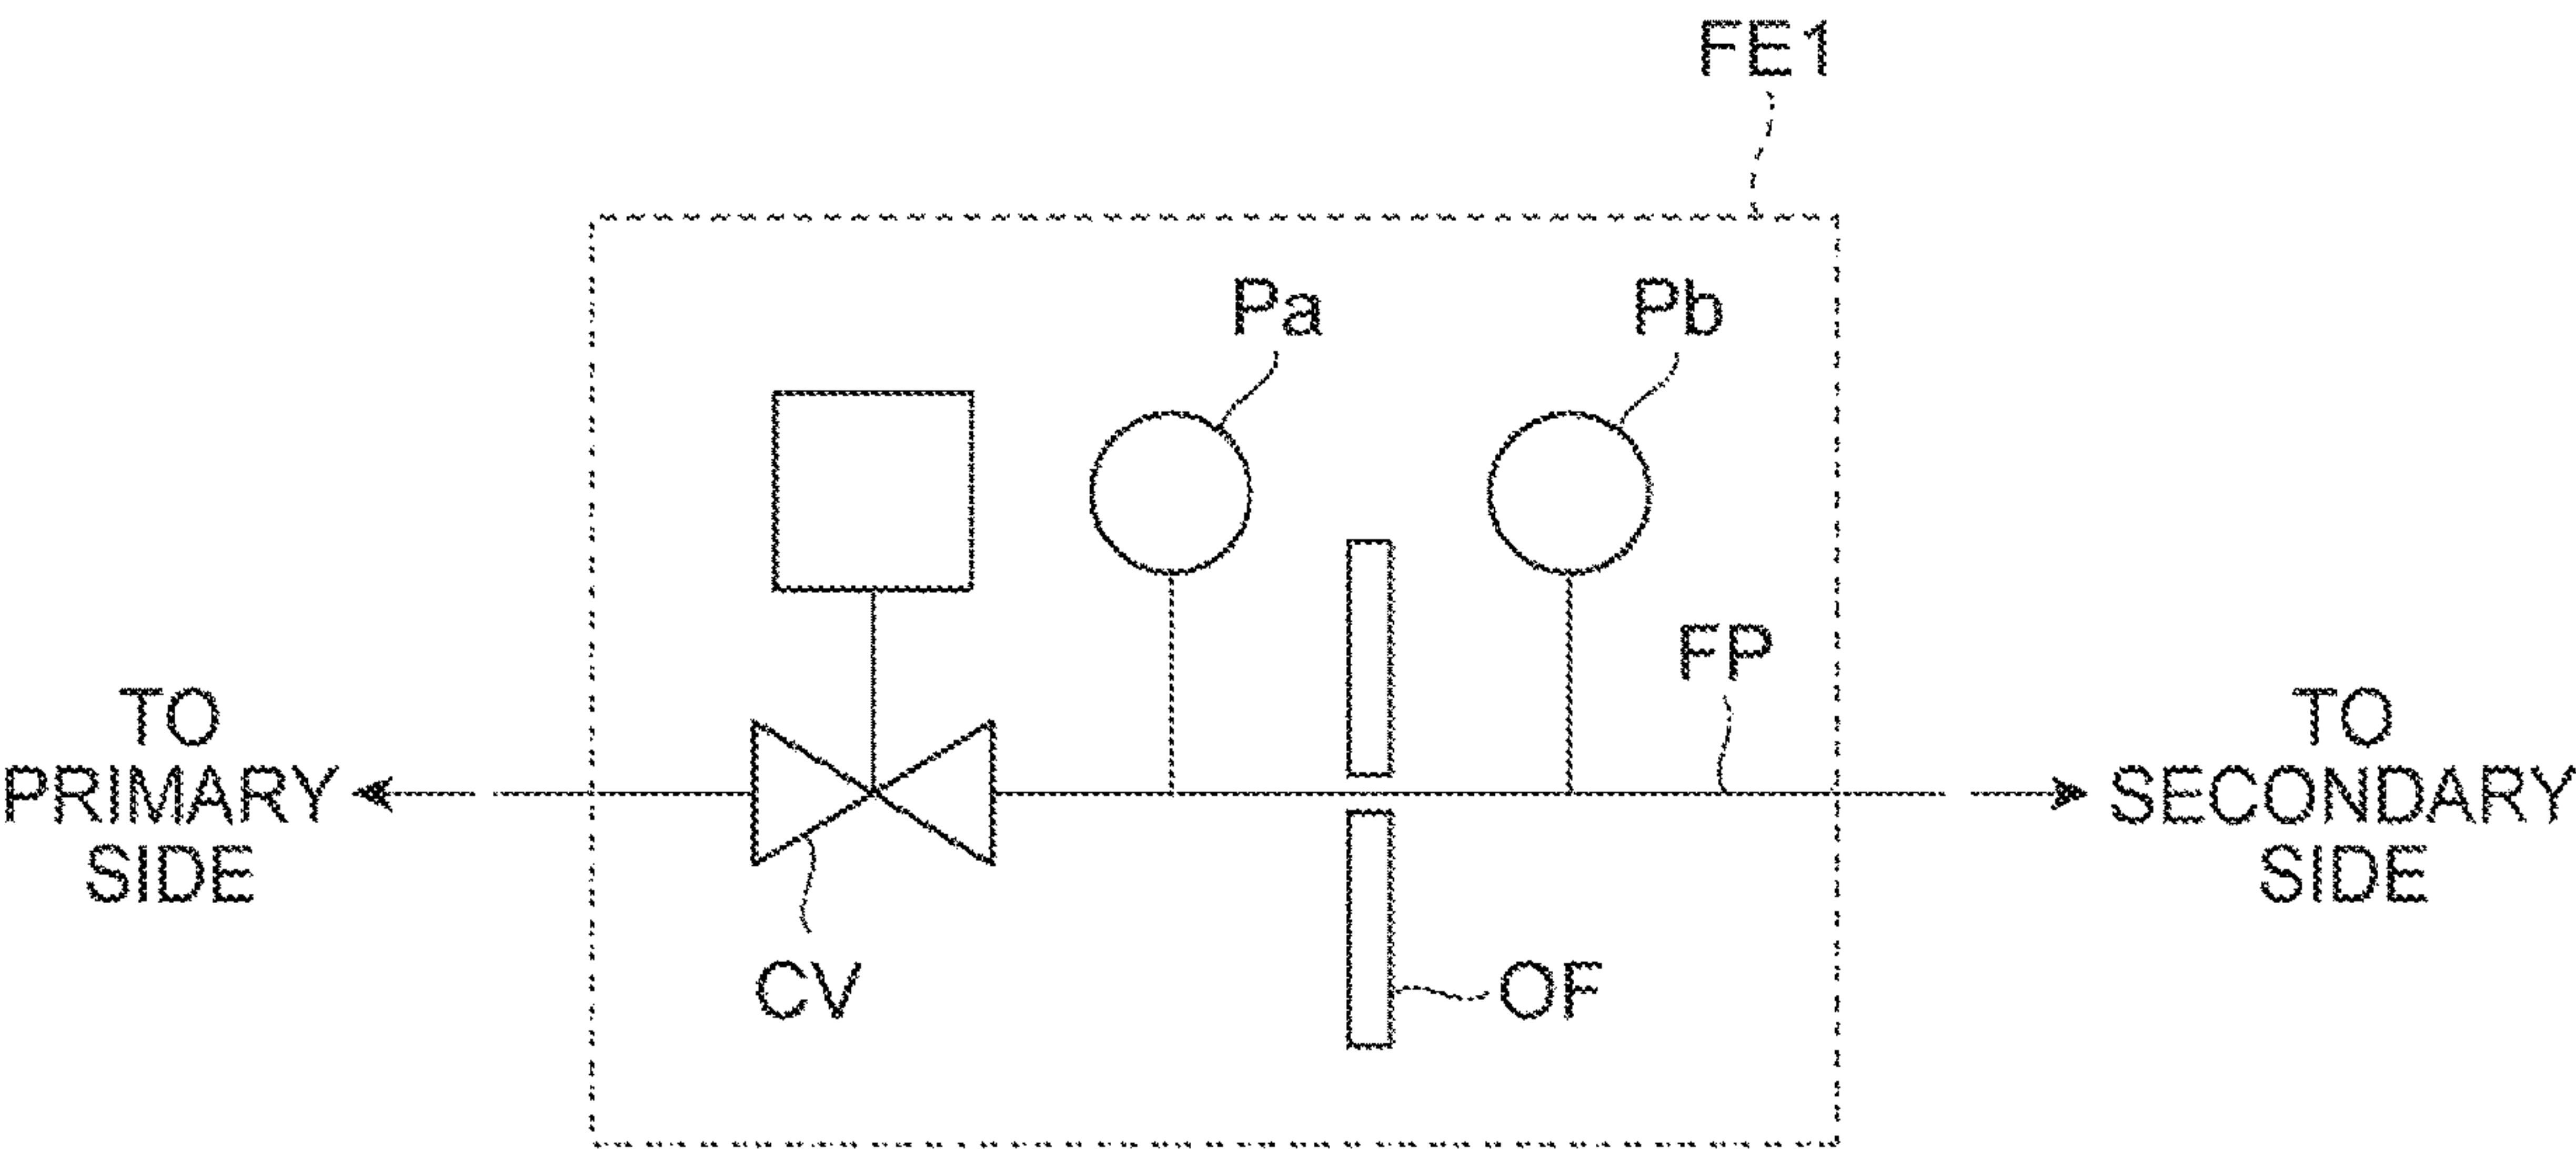 FE1
Pa
Pb
FP
TO
PRIMARY
SIDE
TO
SECONDARY
SIDE
CV
OF